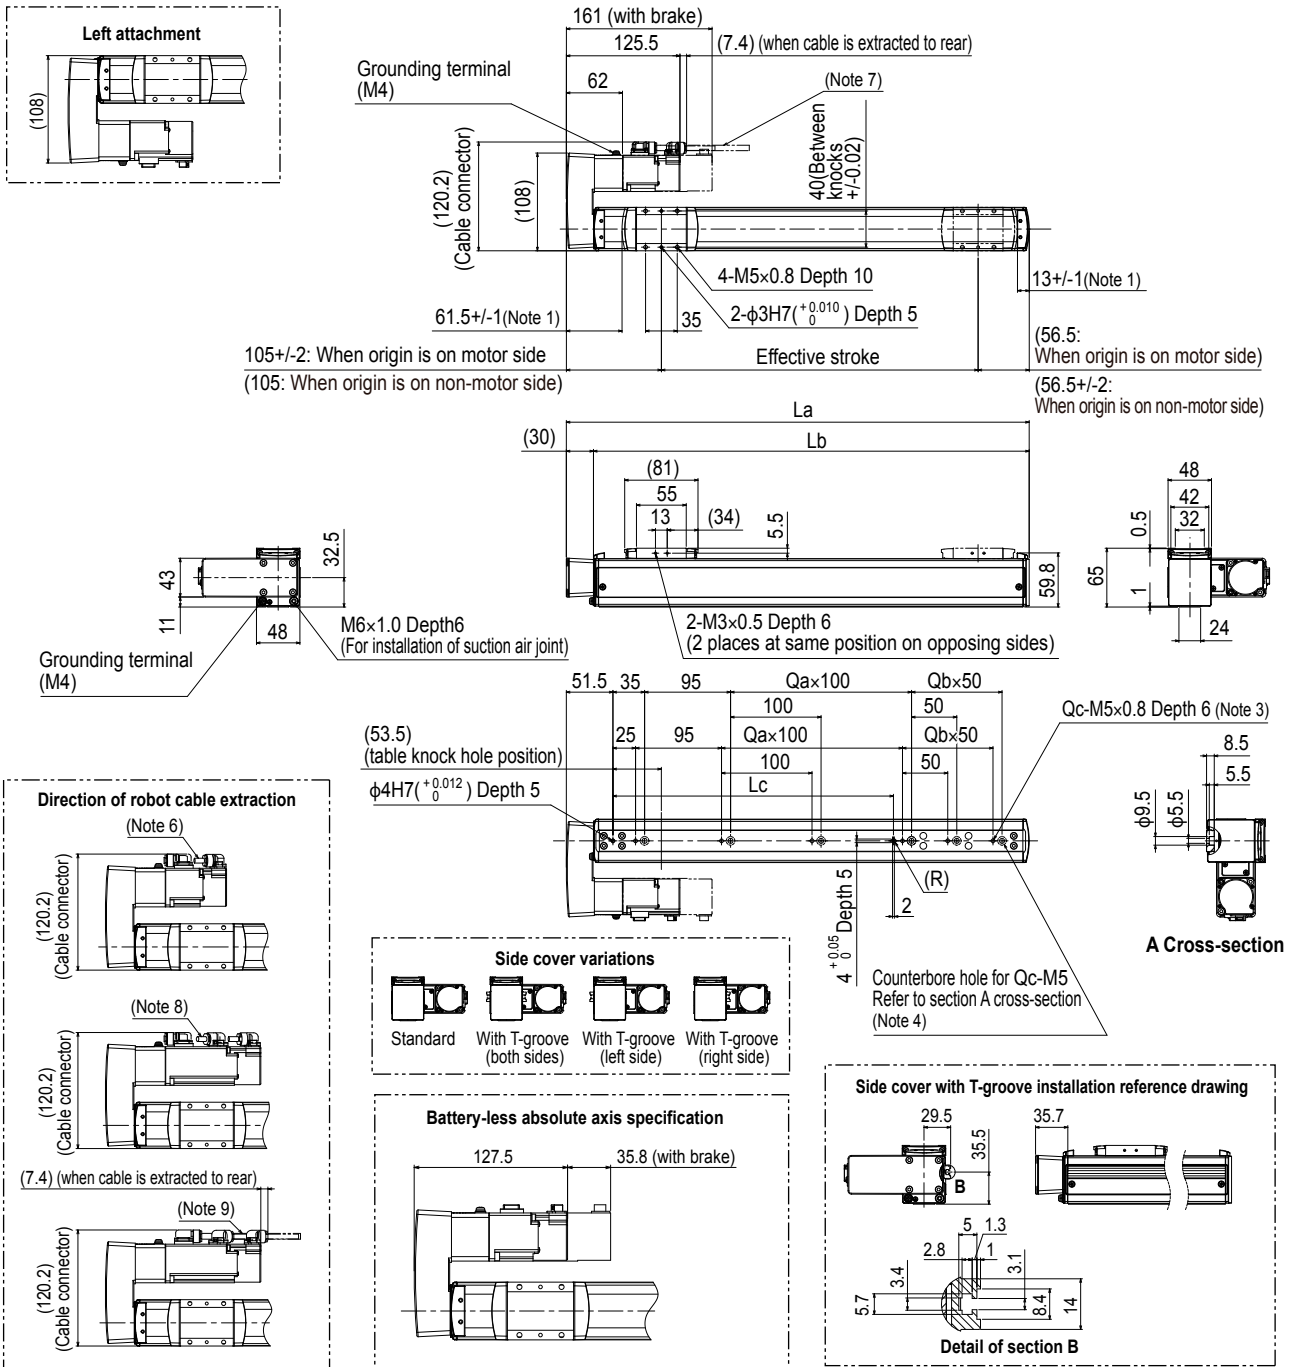 Left attachment
(108)
161 (with brake)
125.5
(7.4) (when cable is extracted to rear)
Grounding terminal
(M4)
62
(Note 7)
(120.2)
(Cable connector)
(108)
40(Between
knocks
+/-0.02)
4-M5×0.8 Depth 10
13+/-1(Note 1)
2-ϕ3H7( +0.010 0 ) Depth 5
61.5+/-1(Note 1)
35
105+/-2: When origin is on motor side
(105: When origin is on non-motor side)
Effective stroke
(56.5:
When origin is on motor side)
(56.5+/-2:
When origin is on non-motor side)
La
(30)
Lb
(81)
55
13
(34)
5.5
59.8
48
42
32
0.5
65
1
24
32.5
43
11
48
M6×1.0 Depth6
(For installation of suction air joint)
Grounding terminal
(M4)
2-M3×0.5 Depth 6
(2 places at same position on opposing sides)
51.5
35
95
Qa×100
Qb×50
100
50
Qc-M5×0.8 Depth 6 (Note 3)
(53.5)
(table knock hole position)
25
95
Qa×100
Qb×50
100
50
ϕ4H7( +0.012 0 ) Depth 5
Lc
8.5
5.5
ϕ9.5
ϕ5.5
(R)
2
4 +0.05 0 Depth 5
A Cross-section
Counterbore hole for Qc-M5
Refer to section A cross-section
(Note 4)
Direction of robot cable extraction
(Note 6)
(120.2)
(Cable connector)
(Note 8)
(120.2)
(Cable connector)
(7.4) (when cable is extracted to rear)
(Note 9)
(120.2)
(Cable connector)
Side cover variations
Standard
With T-groove
(both sides)
With T-groove
(left side)
With T-groove
(right side)
Battery-less absolute axis specification
127.5
35.8 (with brake)
Side cover with T-groove installation reference drawing
29.5
35.5
B
35.7
5
1.3
2.8
1
3.4
3.1
5.7
8.4
14
Detail of section B